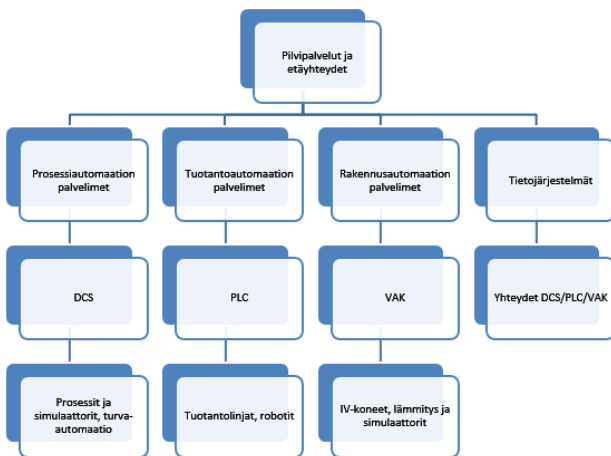 Pilvipalvelut ja
etäyhteydet
Prosessiautomaation
palvelimet
Tuotantoautomaation
palvelimet
Rakennusautomaation
palvelimet
Tietojärjestelmät
DCS
PLC
VAK
Yhteydet DCS/PLC/VAK
Prosessit ja
simulaattorit, turva-
automaatio
Tuotantolinjat, robotit
IV-koneet, lämmitys ja
simulaattorit